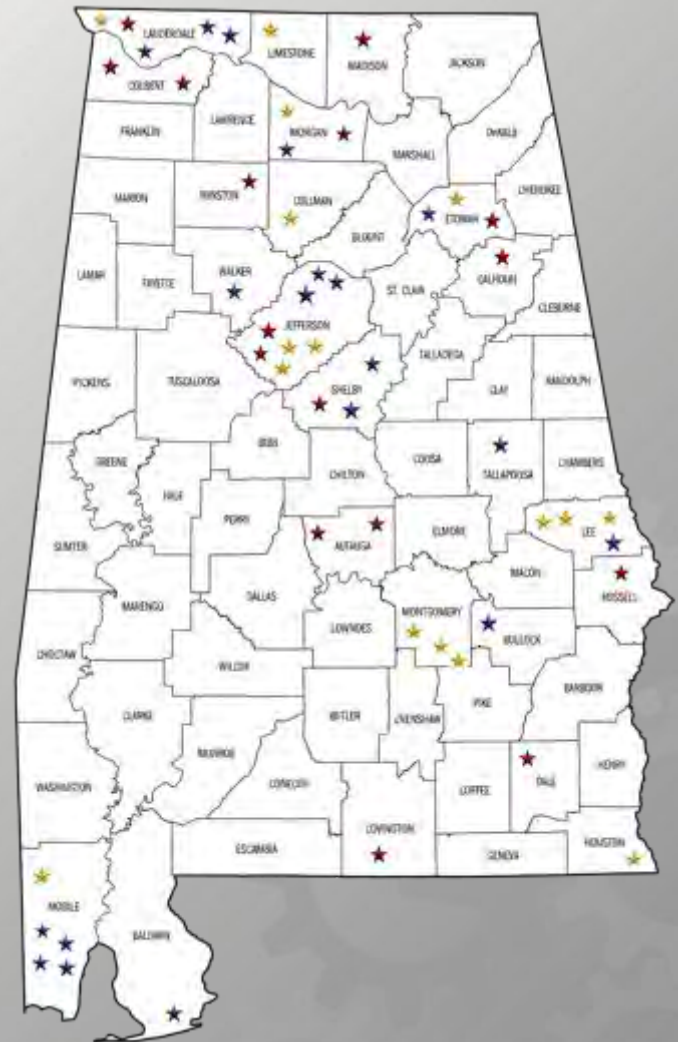 LAUDERDALE
LIMESTONE
MADISON
JACKSON
COLBERT
FRANKLIN
LAWRENCE
MORGAN
MARSHALL
DeKALB
CHEROKEE
MARION
WINSTON
CULLMAN
BLOUNT
ETOWAH
LAMAR
FAYETTE
WALKER
JEFFERSON
ST. CLAIR
CALHOUN
CLEBURNE
PICKENS
TUSCALOOSA
SHELBY
TALLADEGA
CLAY
RANDOLPH
GREENE
HALE
BIBB
CHILTON
COOSA
TALLAPOOSA
CHAMBERS
SUMTER
PERRY
AUTAUGA
ELMORE
LEE
MACON
RUSSELL
MARENGO
DALLAS
LOWNDES
MONTGOMERY
BULLOCK
CHOCTAW
WILCOX
BUTLER
CRENSHAW
PIKE
BARBOUR
CLARKE
MONROE
CONECUH
COFFEE
DALE
HENRY
WASHINGTON
ESCAMBIA
COVINGTON
GENEVA
HOUSTON
MOBILE
BALDWIN